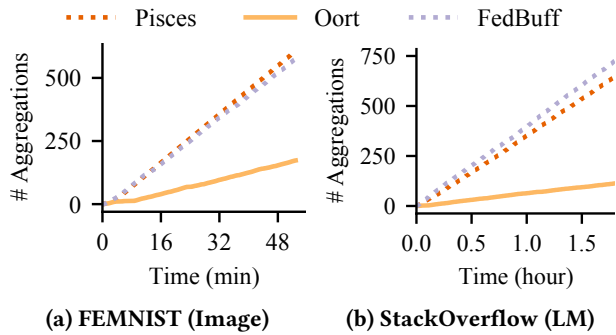 Pisces Oort FedBuff
# Aggregations
500
250
0
0 16 32 48
Time (min)
(a) FEMNIST (Image)
# Aggregations
750
500
250
0
0.0 0.5 1.0 1.5
Time (hour)
(b) StackOverflow (LM)